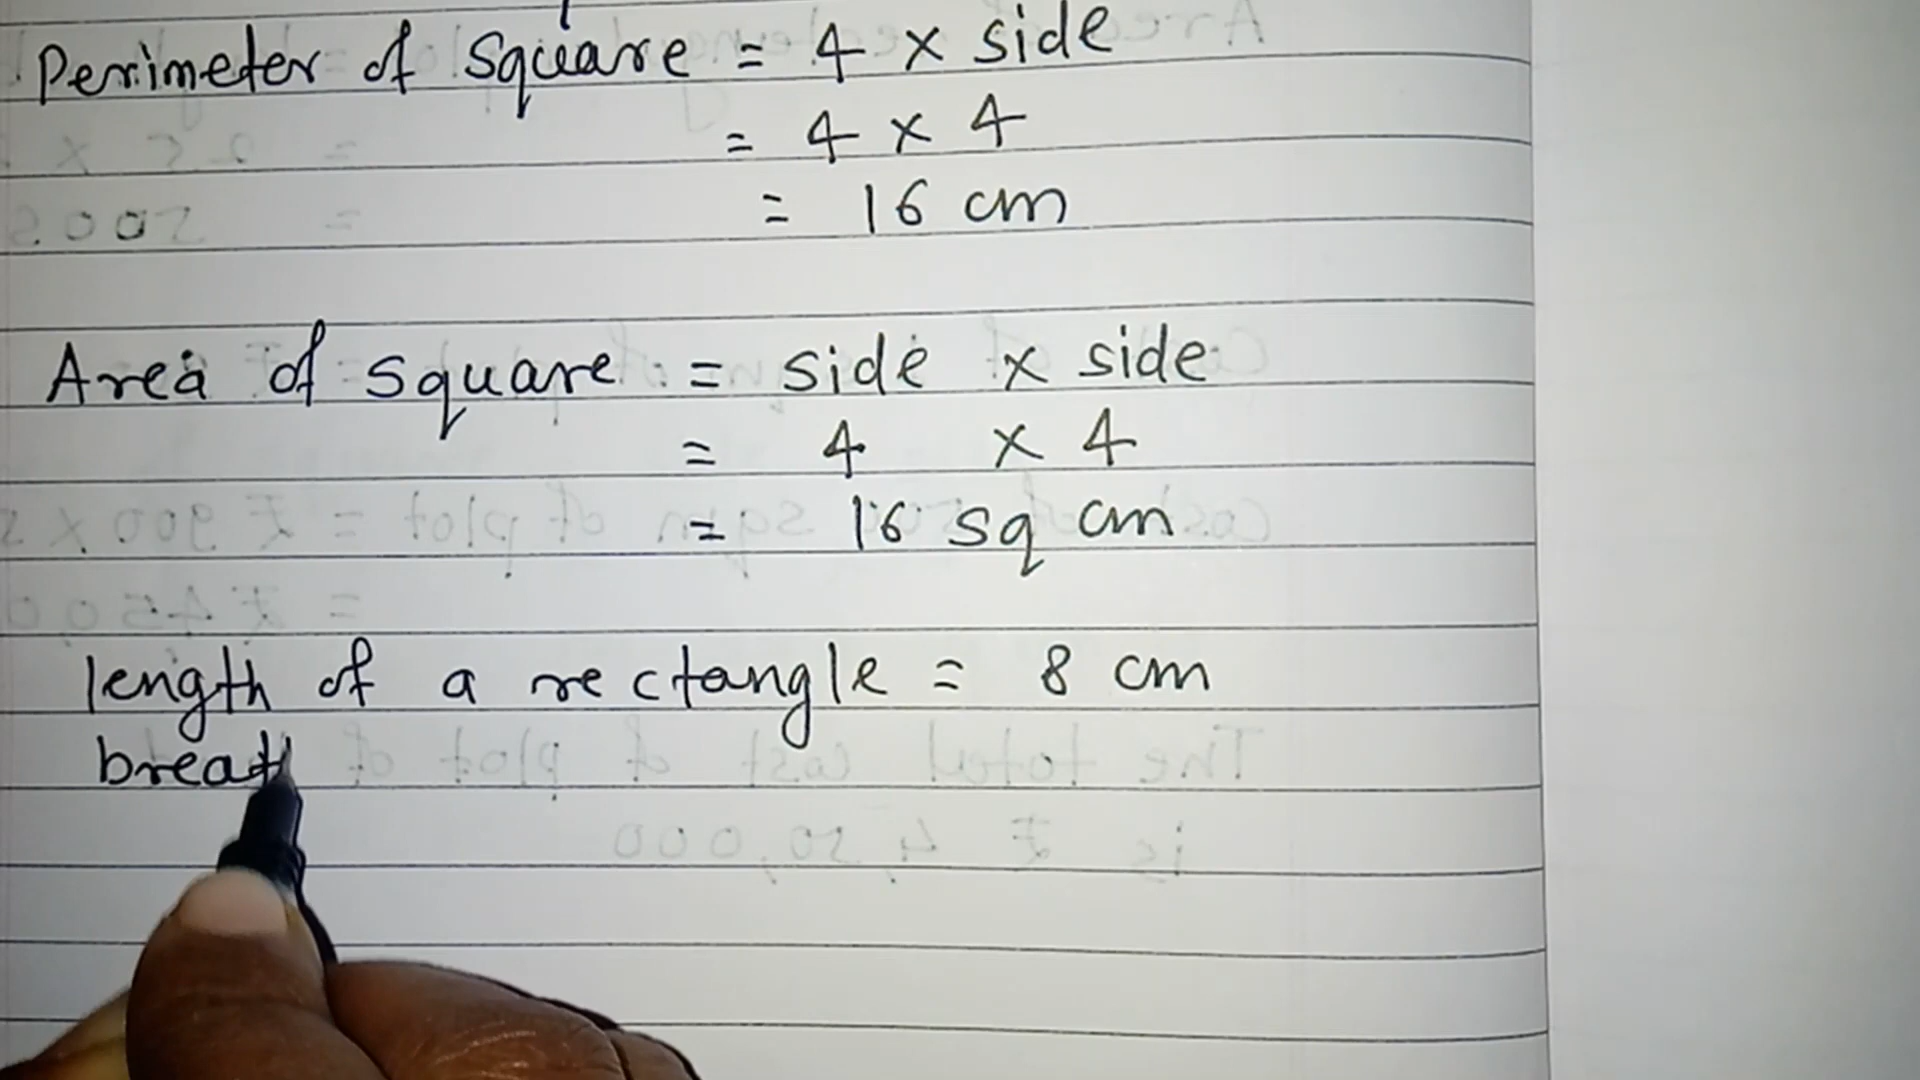 Perimeter of square = 4 x side
= 4 x 4
= 16 cm
Area of square = side x side
= 4 x 4
= 16 sq cm
length of a rectangle = 8 cm
breath